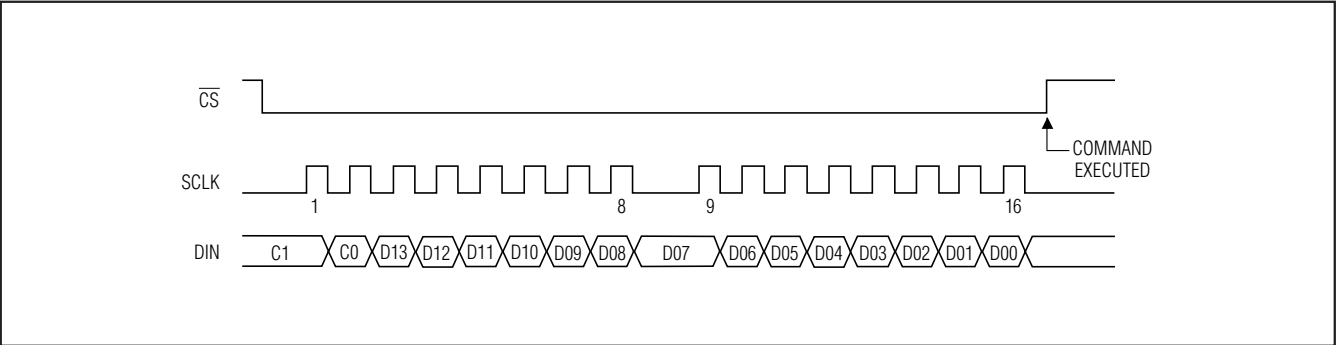 CS
COMMAND
EXECUTED
SCLK
1 8 9 16
DIN C1 C0 D13 D12 D11 D10 D09 D08 D07 D06 D05 D04 D03 D02 D01 D00